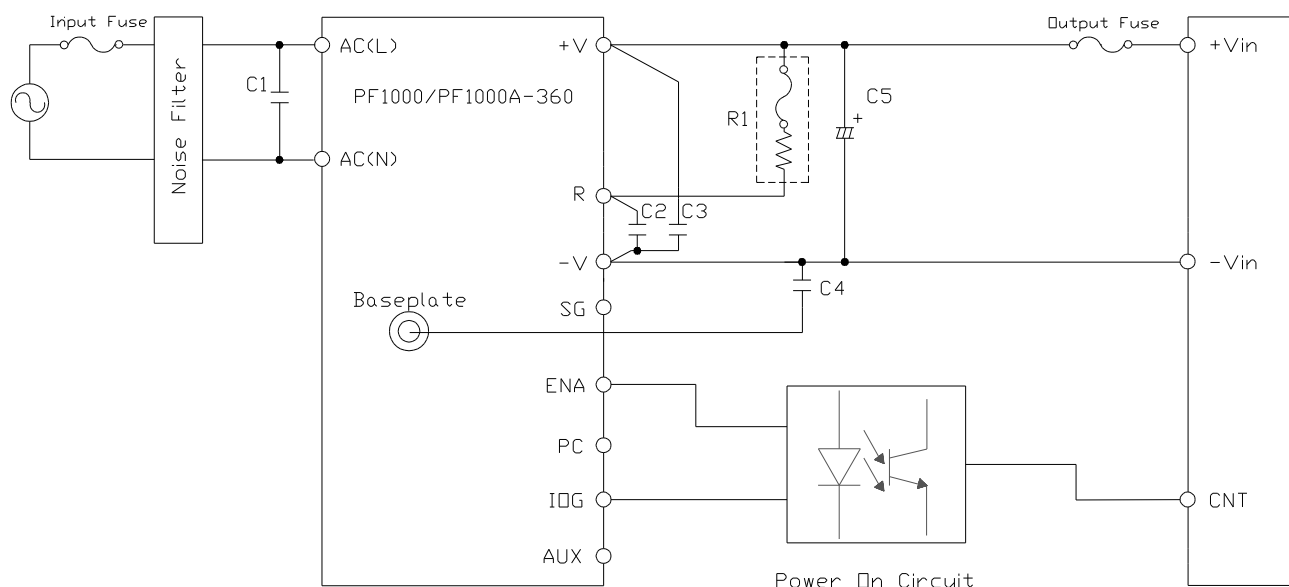 Input Fuse
Output Fuse
AC(L)
+V
+Vin
C1
PF1000/PF1000A-360
C5
+
R1
Noise Filter
AC(N)
R
C2
C3
-V
-Vin
C4
Baseplate
SG
ENA
PC
IOG
CNT
AUX
Power On Circuit